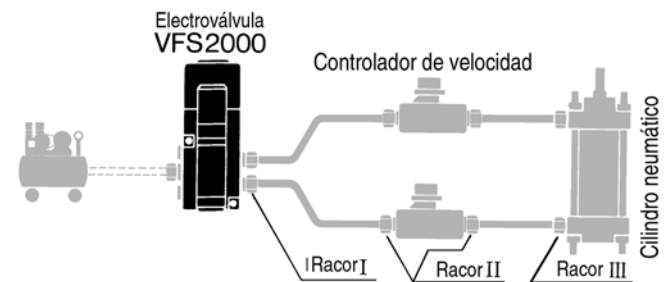 Electroválvula
VFS2000
Controlador de velocidad
Cilindro neumático
Racor I
Racor II
Racor III